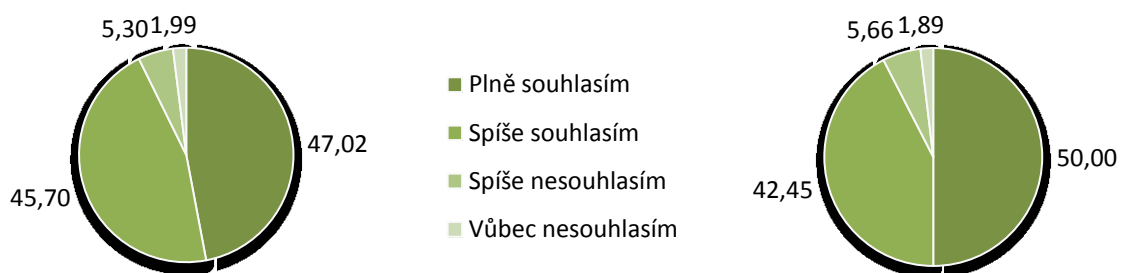 5,30
1,99
47,02
45,70
Plně souhlasím
Spíše souhlasím
Spíše nesouhlasím
Vůbec nesouhlasím
5,66
1,89
50,00
42,45